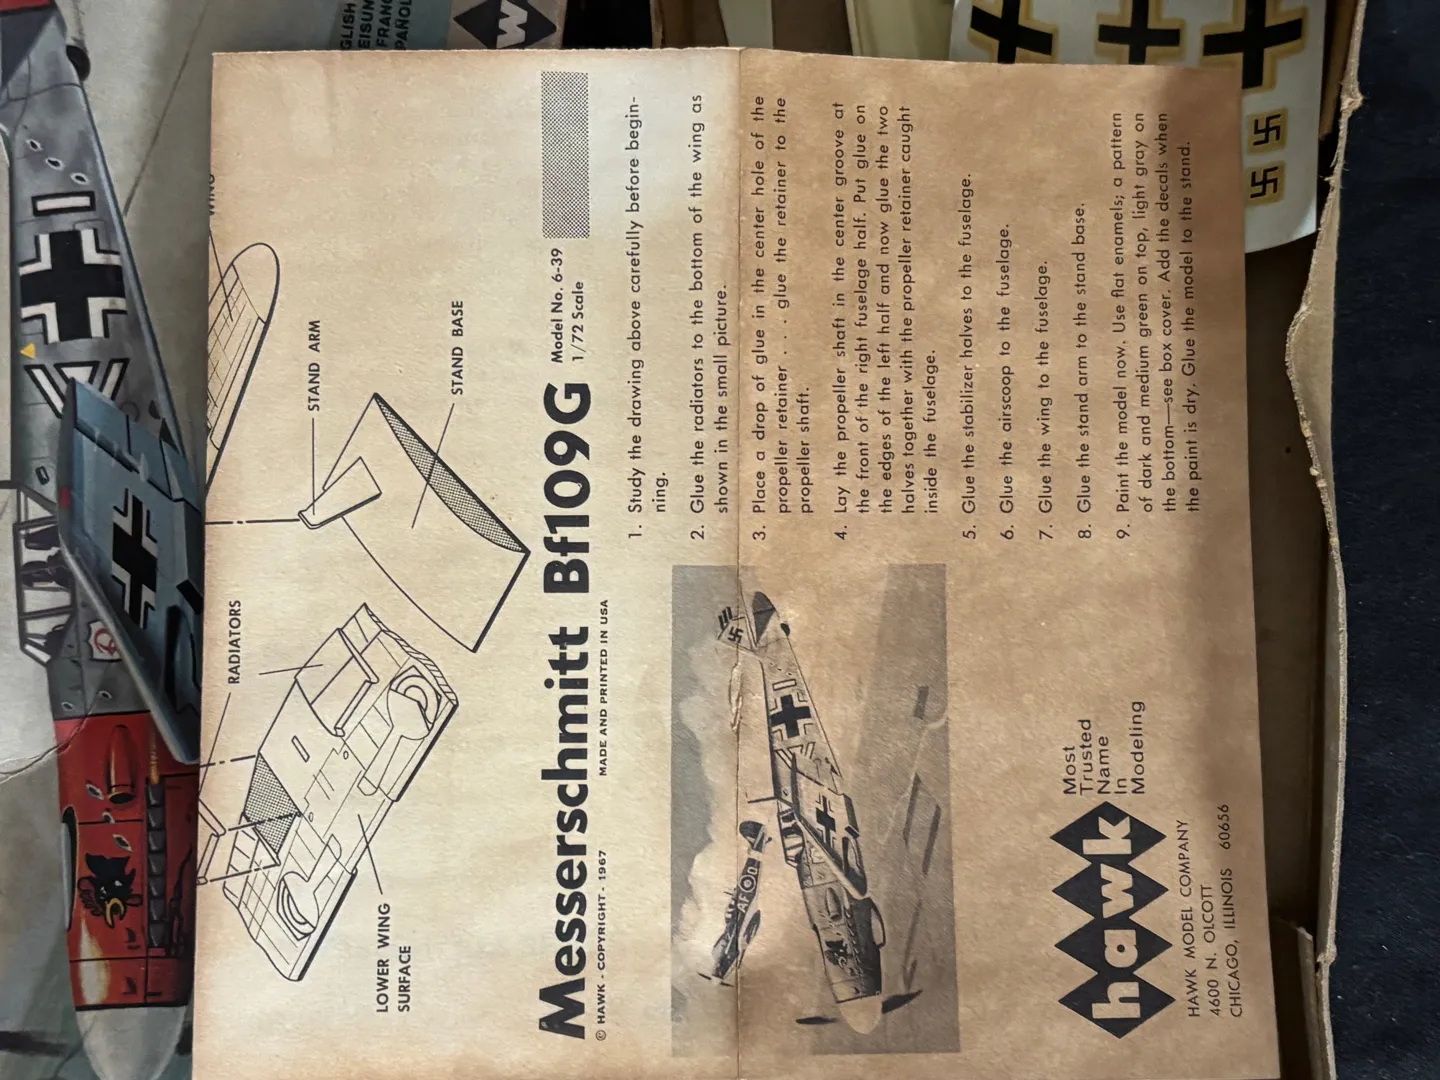 GLISH
EISUN
FRANC
PAÑOL
W
WING
RADIATORS
STAND ARM
STAND BASE
LOWER WING
SURFACE
Messerschmitt Bf109G
Model No. 6-39
1/72 Scale
© HAWK - COPYRIGHT - 1967
MADE AND PRINTED IN USA
1. Study the drawing above carefully before begin-
ning.
2. Glue the radiators to the bottom of the wing as
shown in the small picture.
3. Place a drop of glue in the center hole of the
propeller retainer . . . glue the retainer to the
propeller shaft.
4. Lay the propeller shaft in the center groove at
the front of the right fuselage half. Put glue on
the edges of the left half and now glue the two
halves together with the propeller retainer caught
inside the fuselage.
5. Glue the stabilizer halves to the fuselage.
6. Glue the airscoop to the fuselage.
7. Glue the wing to the fuselage.
8. Glue the stand arm to the stand base.
9. Paint the model now. Use flat enamels; a pattern
of dark and medium green on top, light gray on
the bottom—see box cover. Add the decals when
the paint is dry. Glue the model to the stand.
AF D
hawk
Most
Trusted
Name
In
Modeling
HAWK MODEL COMPANY
4600 N. OLCOTT
CHICAGO, ILLINOIS 60656